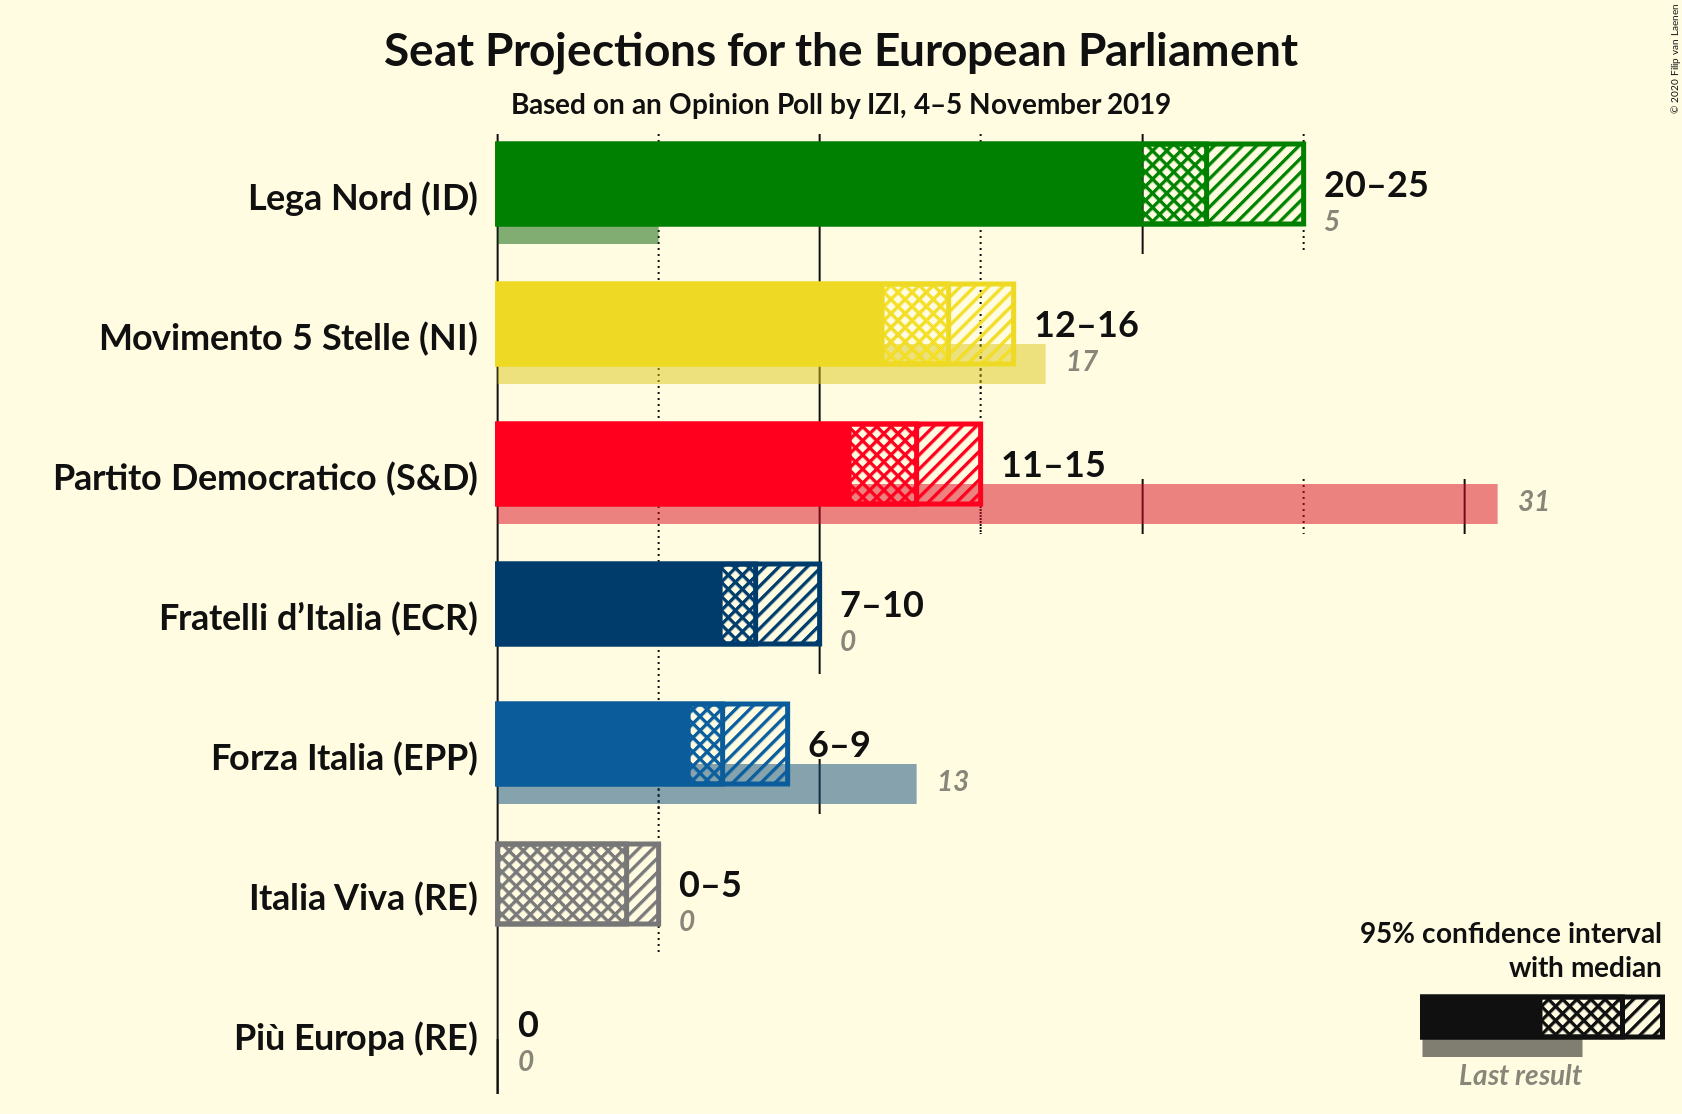 Seat Projections for the European Parliament
Based on an Opinion Poll by IZI, 4–5 November 2019
© 2020 Filip van Laenen
Lega Nord (ID)
20–25
5
Movimento 5 Stelle (NI)
12–16
17
Partito Democratico (S&D)
11–15
31
Fratelli d’Italia (ECR)
7–10
0
Forza Italia (EPP)
6–9
13
Italia Viva (RE)
0–5
0
Più Europa (RE)
0
0
95% confidence interval
with median
Last result